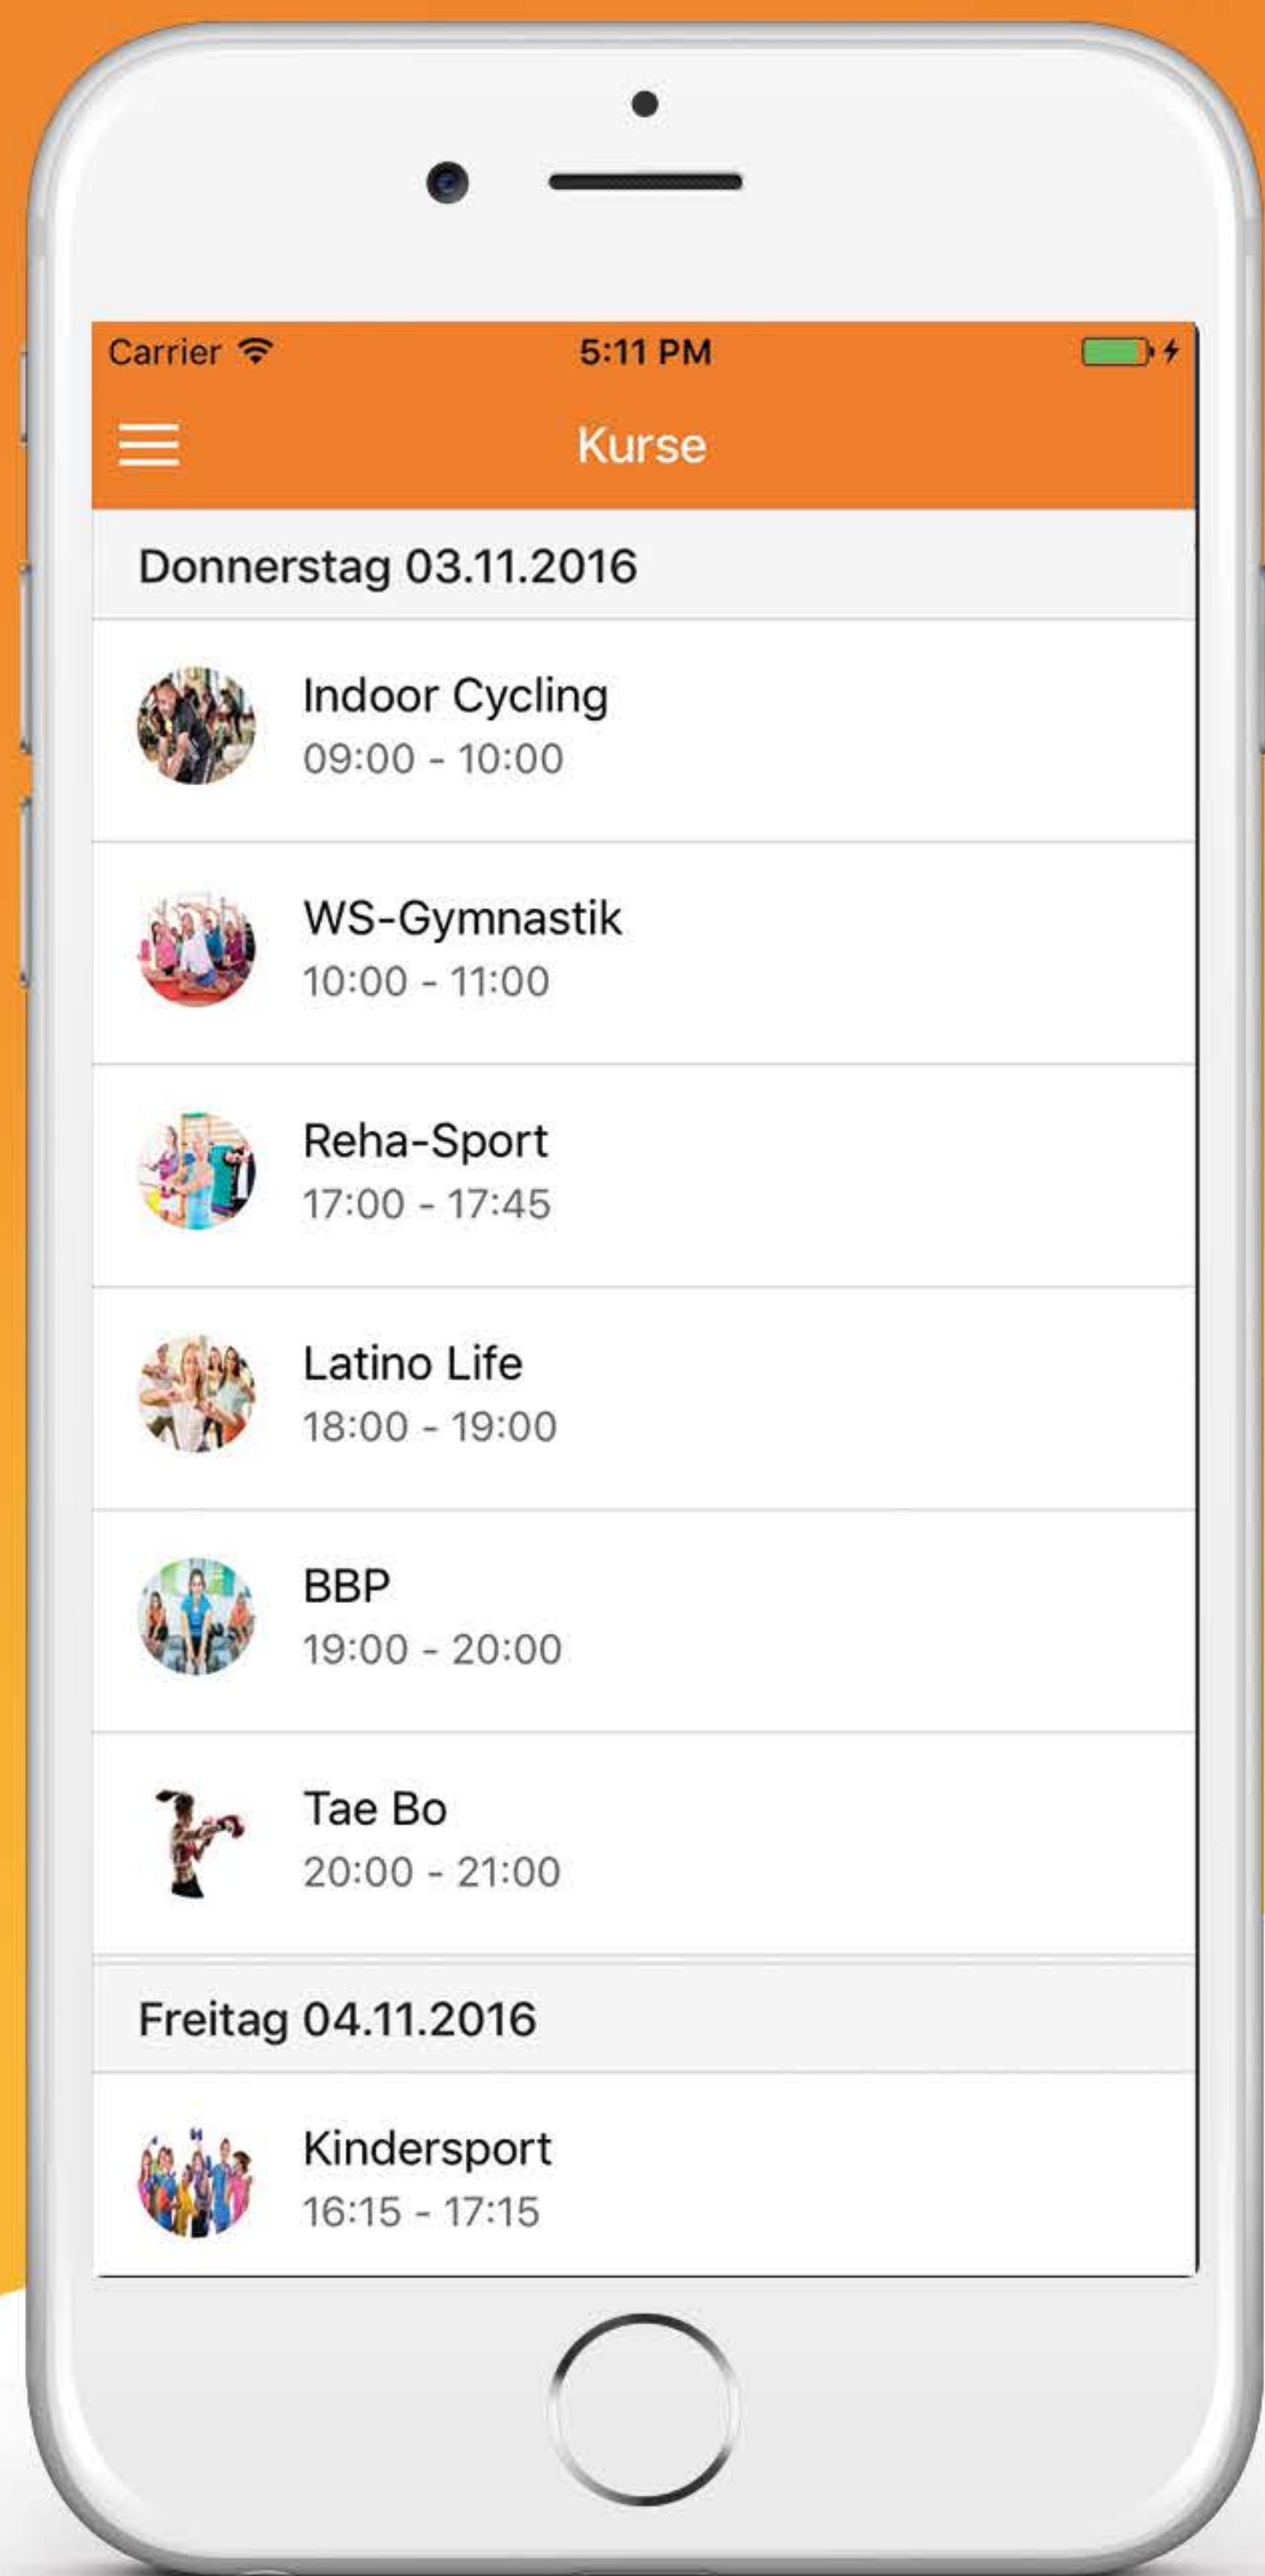 Carrier
5:11 PM
Kurse
Donnerstag 03.11.2016
Indoor Cycling
09:00 - 10:00
WS-Gymnastik
10:00 - 11:00
Reha-Sport
17:00 - 17:45
Latino Life
18:00 - 19:00
BBP
19:00 - 20:00
Tae Bo
20:00 - 21:00
Freitag 04.11.2016
Kindersport
16:15 - 17:15